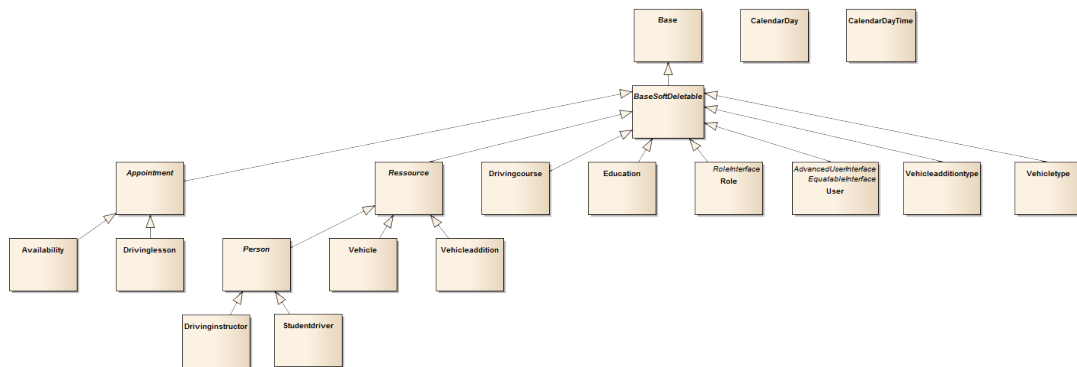 Base
CalendarDay
CalendarDayTime
BaseSoftDeletable
Appointment
Ressource
Drivingcourse
Education
RoleInterface
Role
AdvancedUserInterface
EquatableInterface
User
Vehicleadditiontype
Vehicletype
Availability
Drivinglesson
Person
Vehicle
Vehicleaddition
Drivinginstructor
Studentdriver